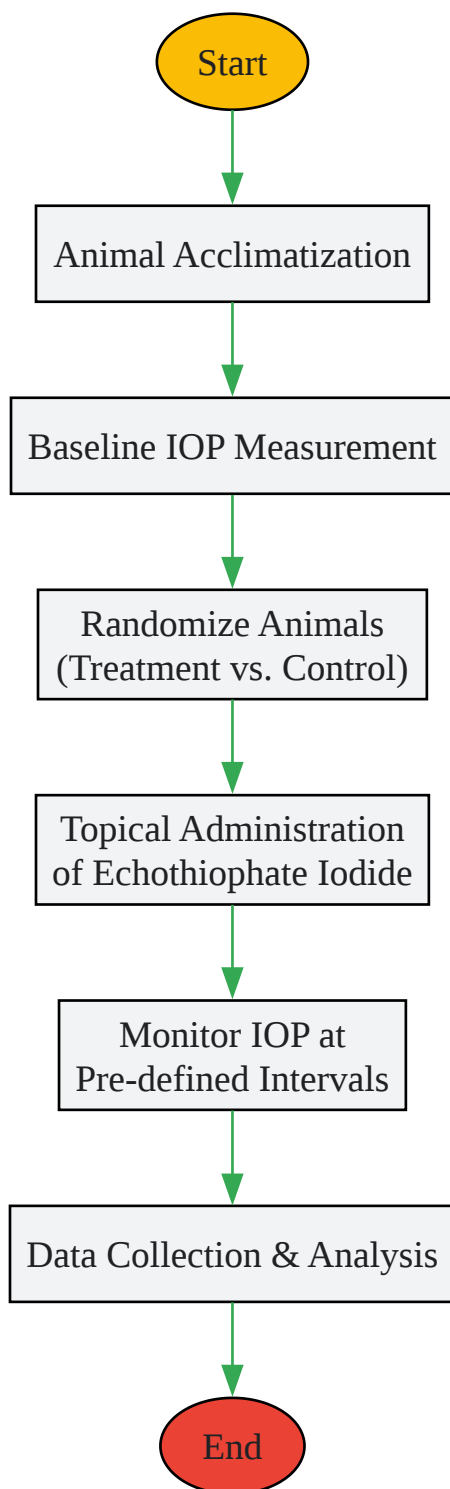 Start
Animal Acclimatization
Baseline IOP Measurement
Randomize Animals
(Treatment vs. Control)
Topical Administration
of Echothiophate Iodide
Monitor IOP at
Pre-defined Intervals
Data Collection & Analysis
End